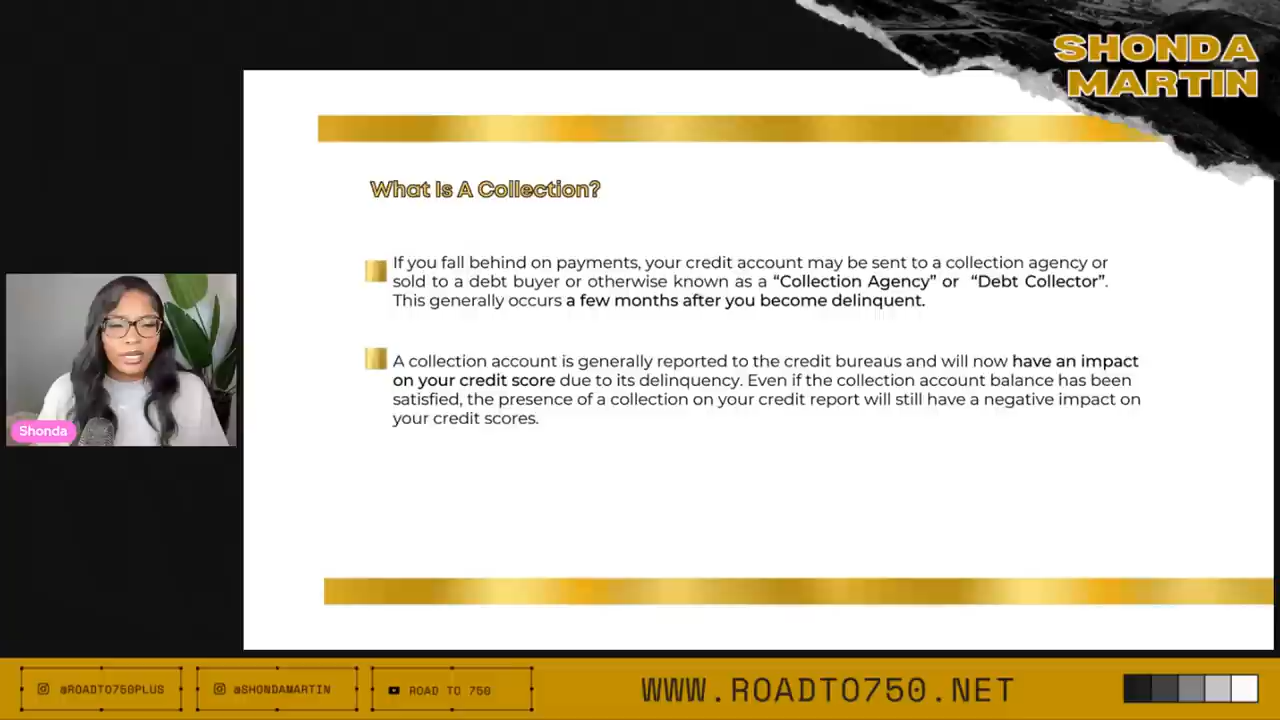 SHONDA
MARTIN
What Is A Collection?
If you fall behind on payments, your credit account may be sent to a collection agency or
sold to a debt buyer or otherwise known as a “Collection Agency” or “Debt Collector”.
This generally occurs a few months after you become delinquent.
A collection account is generally reported to the credit bureaus and will now have an impact
on your credit score due to its delinquency. Even if the collection account balance has been
satisfied, the presence of a collection on your credit report will still have a negative impact on
your credit scores.
Shonda
@ROADTO750PLUS
@SHONDAMARTIN
ROAD TO 750
WWW.ROADTO750.NET